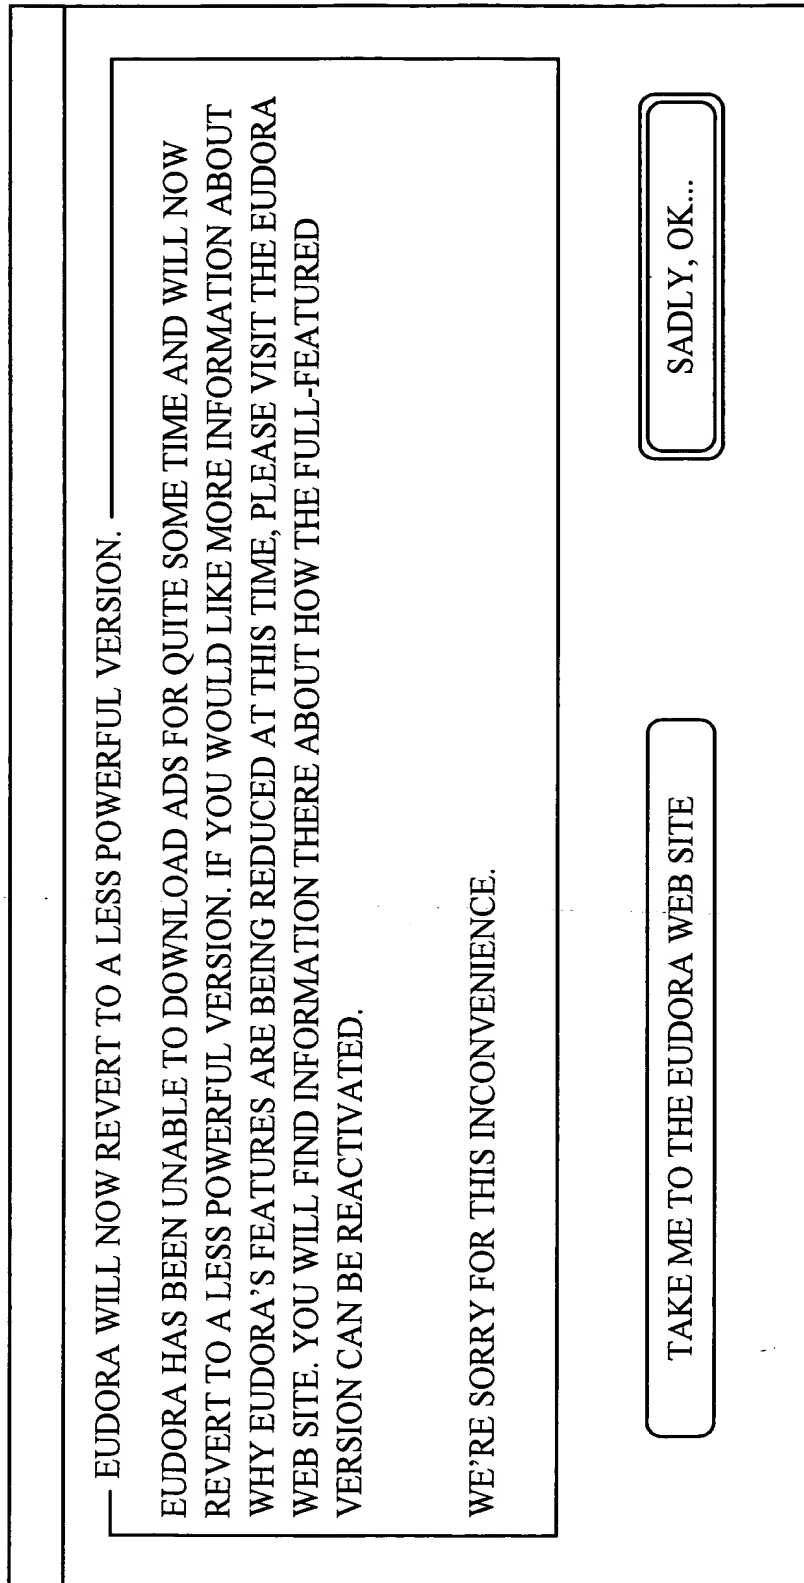 EUDORA WILL NOW REVERT TO A LESS POWERFUL VERSION.
EUDORA HAS BEEN UNABLE TO DOWNLOAD ADS FOR QUITE SOME TIME AND WILL NOW
REVERT TO A LESS POWERFUL VERSION. IF YOU WOULD LIKE MORE INFORMATION ABOUT
WHY EUDORA'S FEATURES ARE BEING REDUCED AT THIS TIME, PLEASE VISIT THE EUDORA
WEB SITE. YOU WILL FIND INFORMATION THERE ABOUT HOW THE FULL-FEATURED
VERSION CAN BE REACTIVATED.
WE'RE SORRY FOR THIS INCONVENIENCE.
TAKE ME TO THE EUDORA WEB SITE
SADLY, OK...